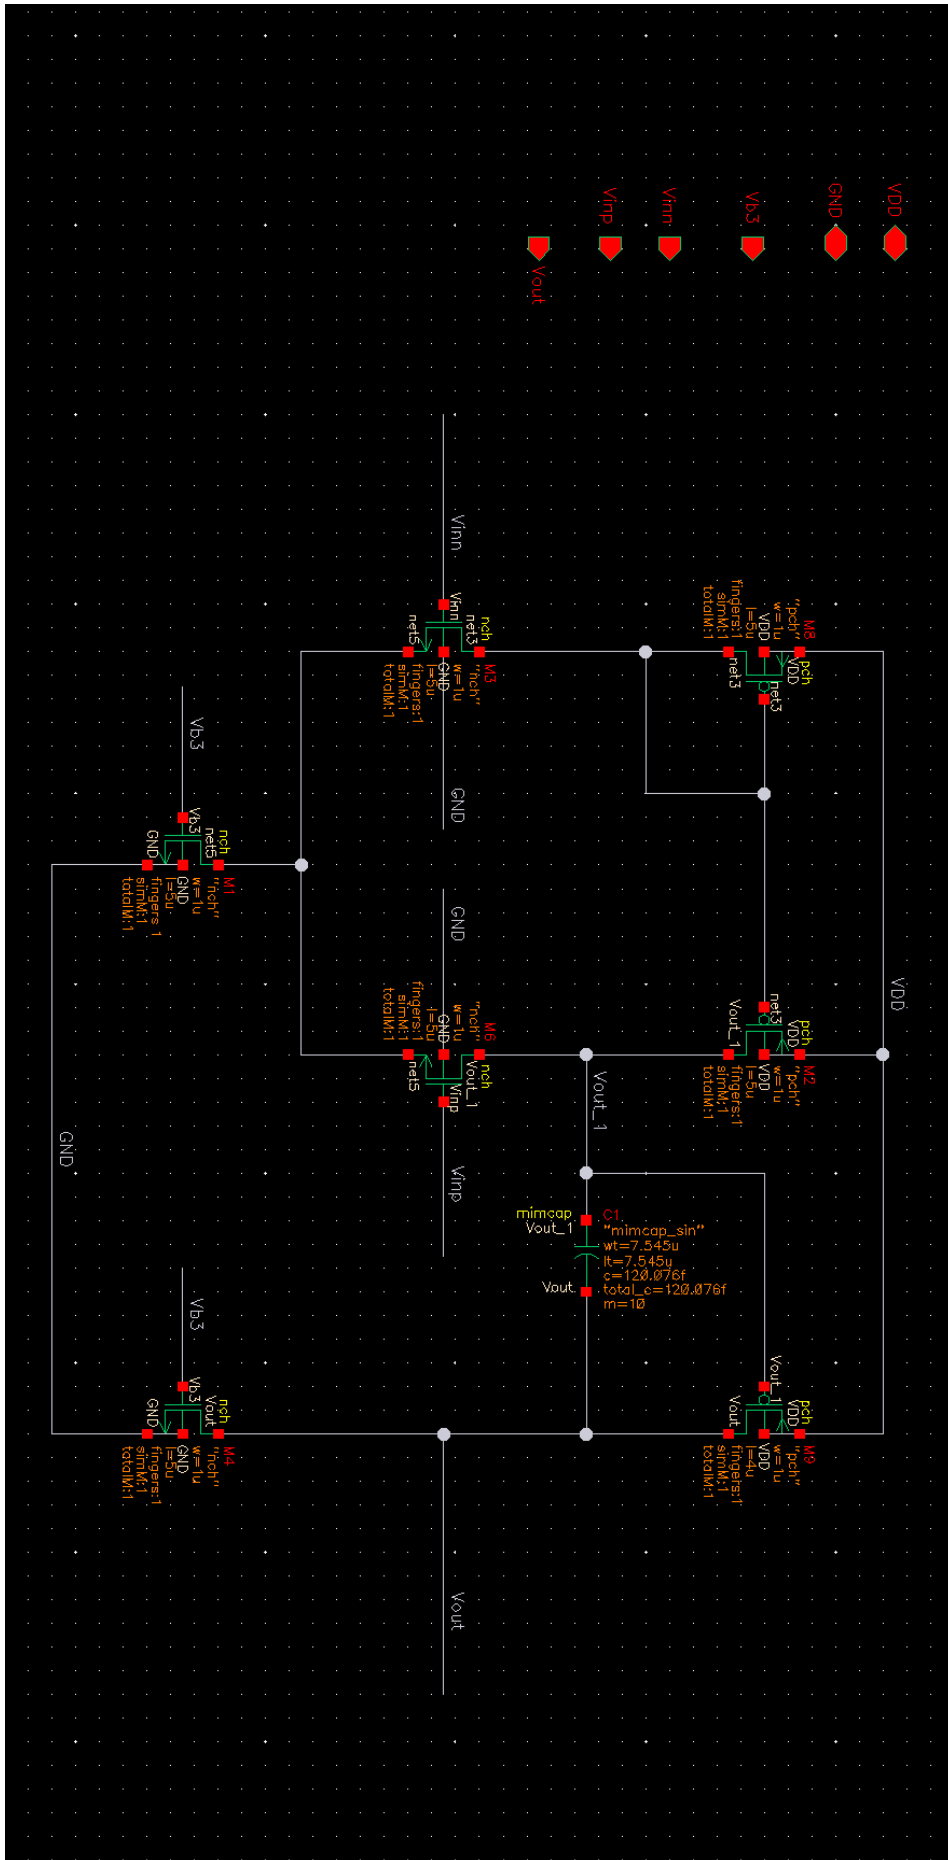 VDD
GND
Vb3
Vinn
Vinp
Vout
VDD
M8
"pch"
w=1u
l=5u
fingers:1
simM:1
totalM:1
pch
VDD
VDD
net3
net3
M2
"pch"
w=1u
l=5u
fingers:1
simM:1
totalM:1
pch
VDD
VDD
net3
Vout_1
M9
"pch"
w=1u
l=4u
fingers:1
simM:1
totalM:1
pch
VDD
VDD
Vout_1
Vout
Vinn
Vinn
nch
net3
net5
GND
M3
"nch"
w=1u
l=5u
fingers:1
simM:1
totalM:1
GND
GND
M6
"nch"
w=1u
l=5u
fingers:1
simM:1
totalM:1
GND
nch
Vout_1
Vinp
net5
Vinp
Vout_1
mimcap
Vout_1
C1
"mimcap_sin"
wt=7.545u
lt=7.545u
c=120.076f
total_c=120.076f
m=10
Vout
Vout
Vb3
Vb3
nch
net5
GND
GND
M1
"nch"
w=1u
l=5u
fingers:1
simM:1
totalM:1
Vb3
Vb3
nch
Vout
GND
GND
M4
"nch"
w=1u
l=5u
fingers:1
simM:1
totalM:1
GND